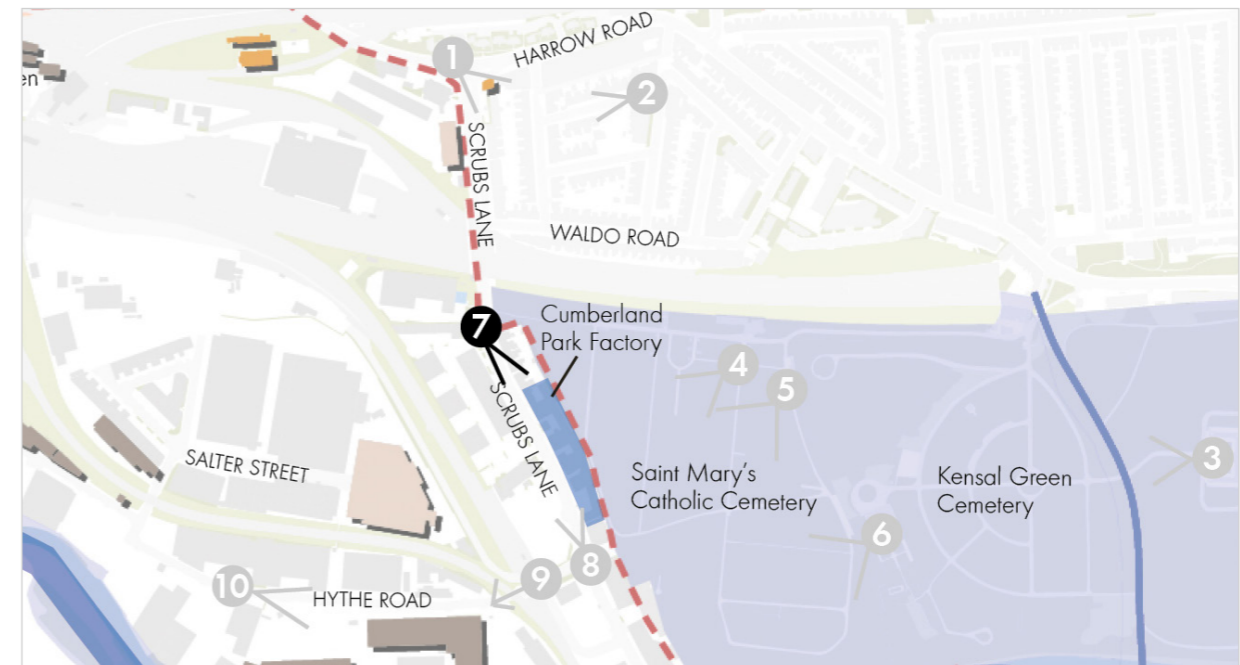 HARROW ROAD
1
2
en
SCRUBS LANE
WALDO ROAD
7
Cumberland
Park Factory
4
5
SCRUBS LANE
SALTER STREET
Saint Mary's
Catholic Cemetery
Kensal Green
Cemetery
3
6
8
9
10
HYTHE ROAD